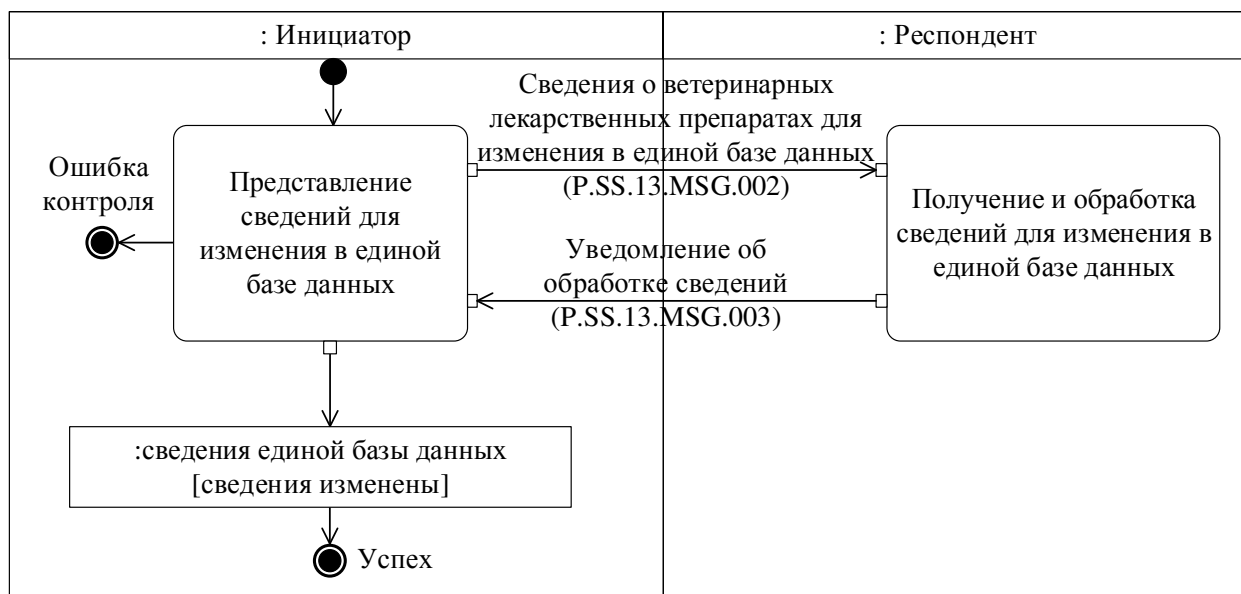 : Инициатор
: Респондент
Сведения о ветеринарных
лекарственных препаратах для
изменения в единой базе данных
(P.SS.13.MSG.002)
Ошибка
контроля
Представление
сведений для
изменения в единой
базе данных
Получение и обработка
сведений для изменения в
единой базе данных
Уведомление об
обработке сведений
(P.SS.13.MSG.003)
:сведения единой базы данных
[сведения изменены]
Успех